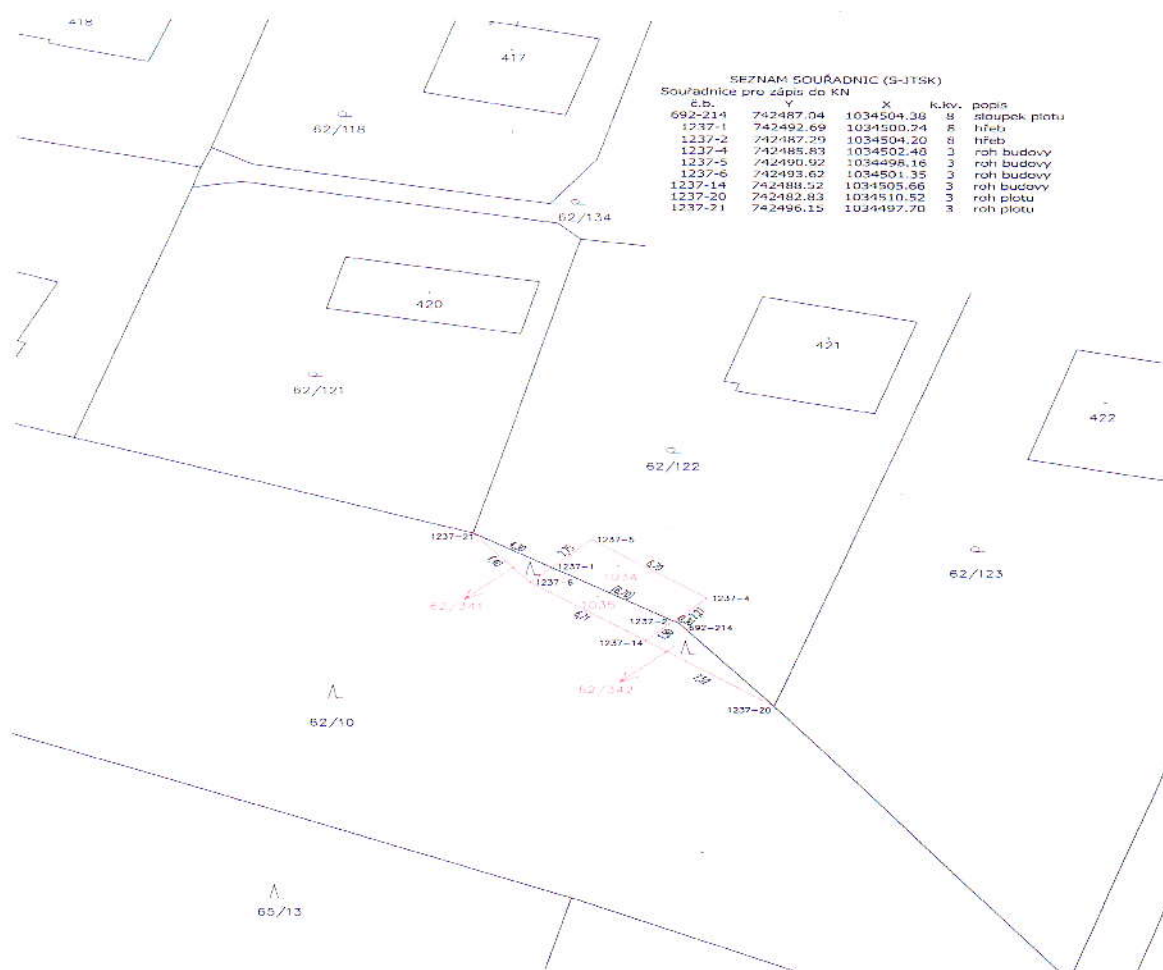 418
417
62/118
SEZNAM SOUŘADNIC (S-JTSK)
Souřadnice pro zápis do KN
č.b. Y X k.kv. popis
692-214 742487.04 1034504.38 8 sloupek plotu
1237-1 742492.69 1034500.24 8 hřeb
1237-2 742487.29 1034504.20 8 hřeb
1237-4 742485.83 1034502.48 3 roh budovy
1237-5 742490.92 1034498.16 3 roh budovy
1237-6 742493.62 1034501.35 3 roh budovy
1237-14 742488.52 1034505.66 3 roh budovy
1237-20 742482.83 1034510.52 3 roh plotu
1237-21 742496.15 1034497.70 3 roh plotu
62/134
420
421
62/121
422
62/122
1237-21
1237-5
62/123
1237-1
1034
1237-6
1237-4
62/341
1035
1237-2
692-214
1237-14
62/342
1237-20
62/10
65/13